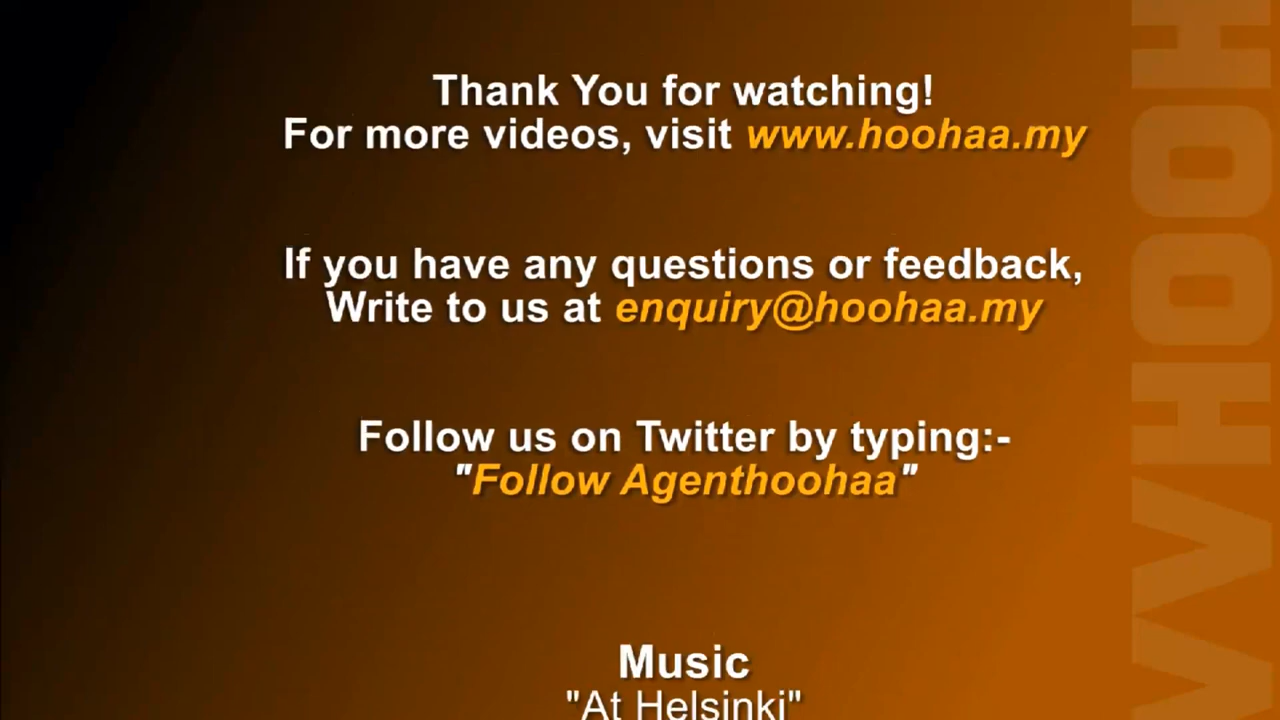 Thank You for watching!
For more videos, visit www.hoohaa.my
If you have any questions or feedback,
Write to us at enquiry@hoohaa.my
Follow us on Twitter by typing:-
"Follow Agenthoohaa"
Music
"At Helsinki"
WHOOH